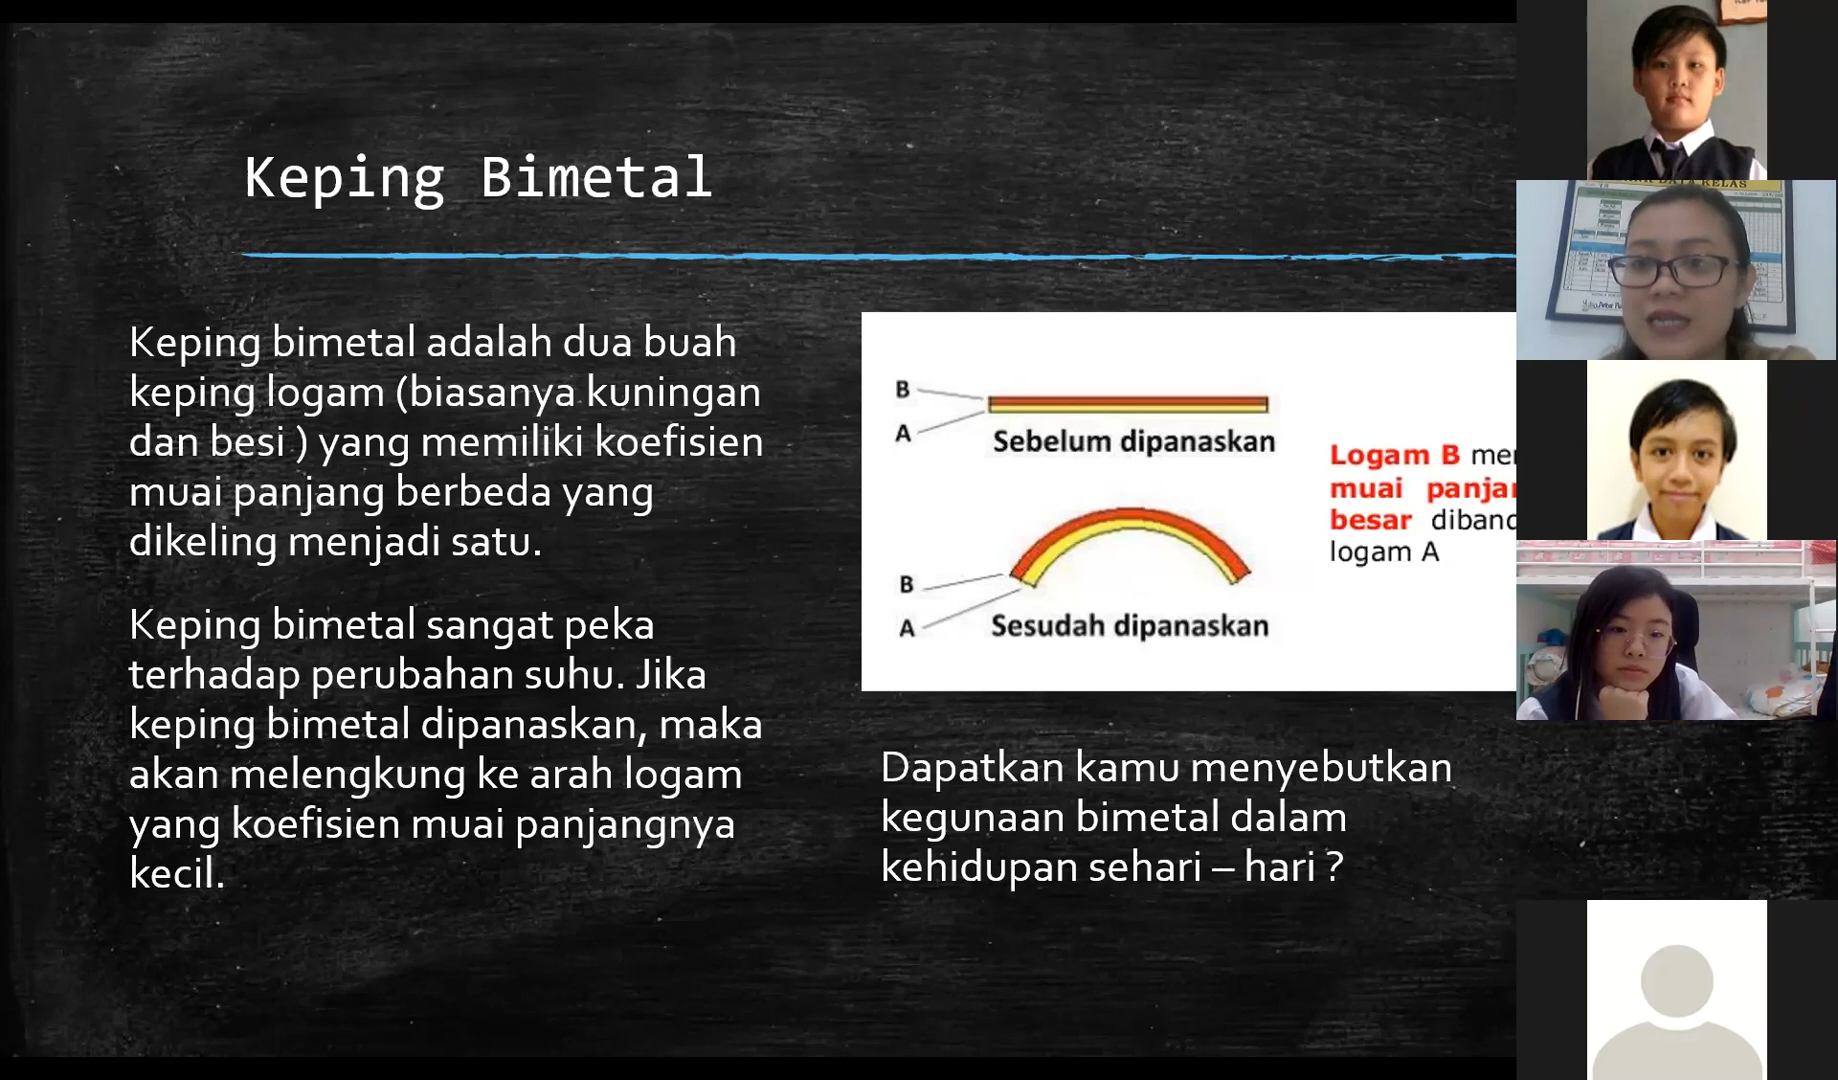 Keping Bimetal
Keping bimetal adalah dua buah
keping logam (biasanya kuningan
dan besi ) yang memiliki koefisien
muai panjang berbeda yang
dikeling menjadi satu.
Keping bimetal sangat peka
terhadap perubahan suhu. Jika
keping bimetal dipanaskan, maka
akan melengkung ke arah logam
yang koefisien muai panjangnya
kecil.
B
A
Sebelum dipanaskan
B
A
Sesudah dipanaskan
Logam B
muai
besar
logam A
Dapatkan kamu menyebutkan
kegunaan bimetal dalam
kehidupan sehari – hari ?